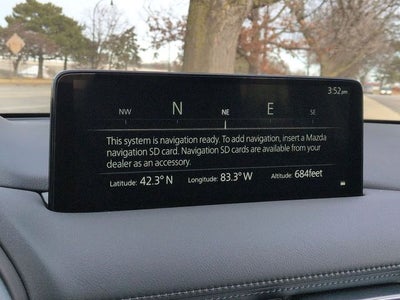 3:52pm
NW N NE E SE
This system is navigation ready. To add navigation, insert a Mazda
navigation SD card. Navigation SD cards are available from your
dealer as an accessory.
Latitude: 42.3° N Longitude: 83.3° W Altitude: 684feet